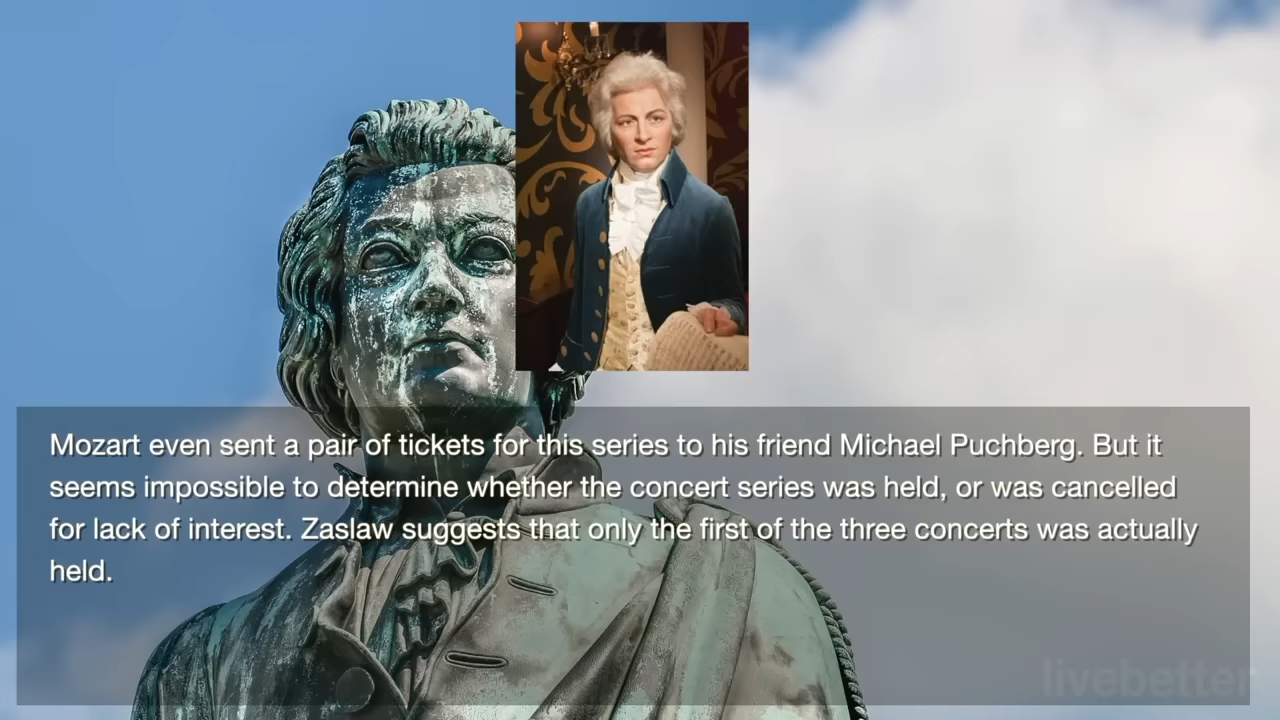 Mozart even sent a pair of tickets for this series to his friend Michael Puchberg. But it
seems impossible to determine whether the concert series was held, or was cancelled
for lack of interest. Zaslaw suggests that only the first of the three concerts was actually
held.
livebetter